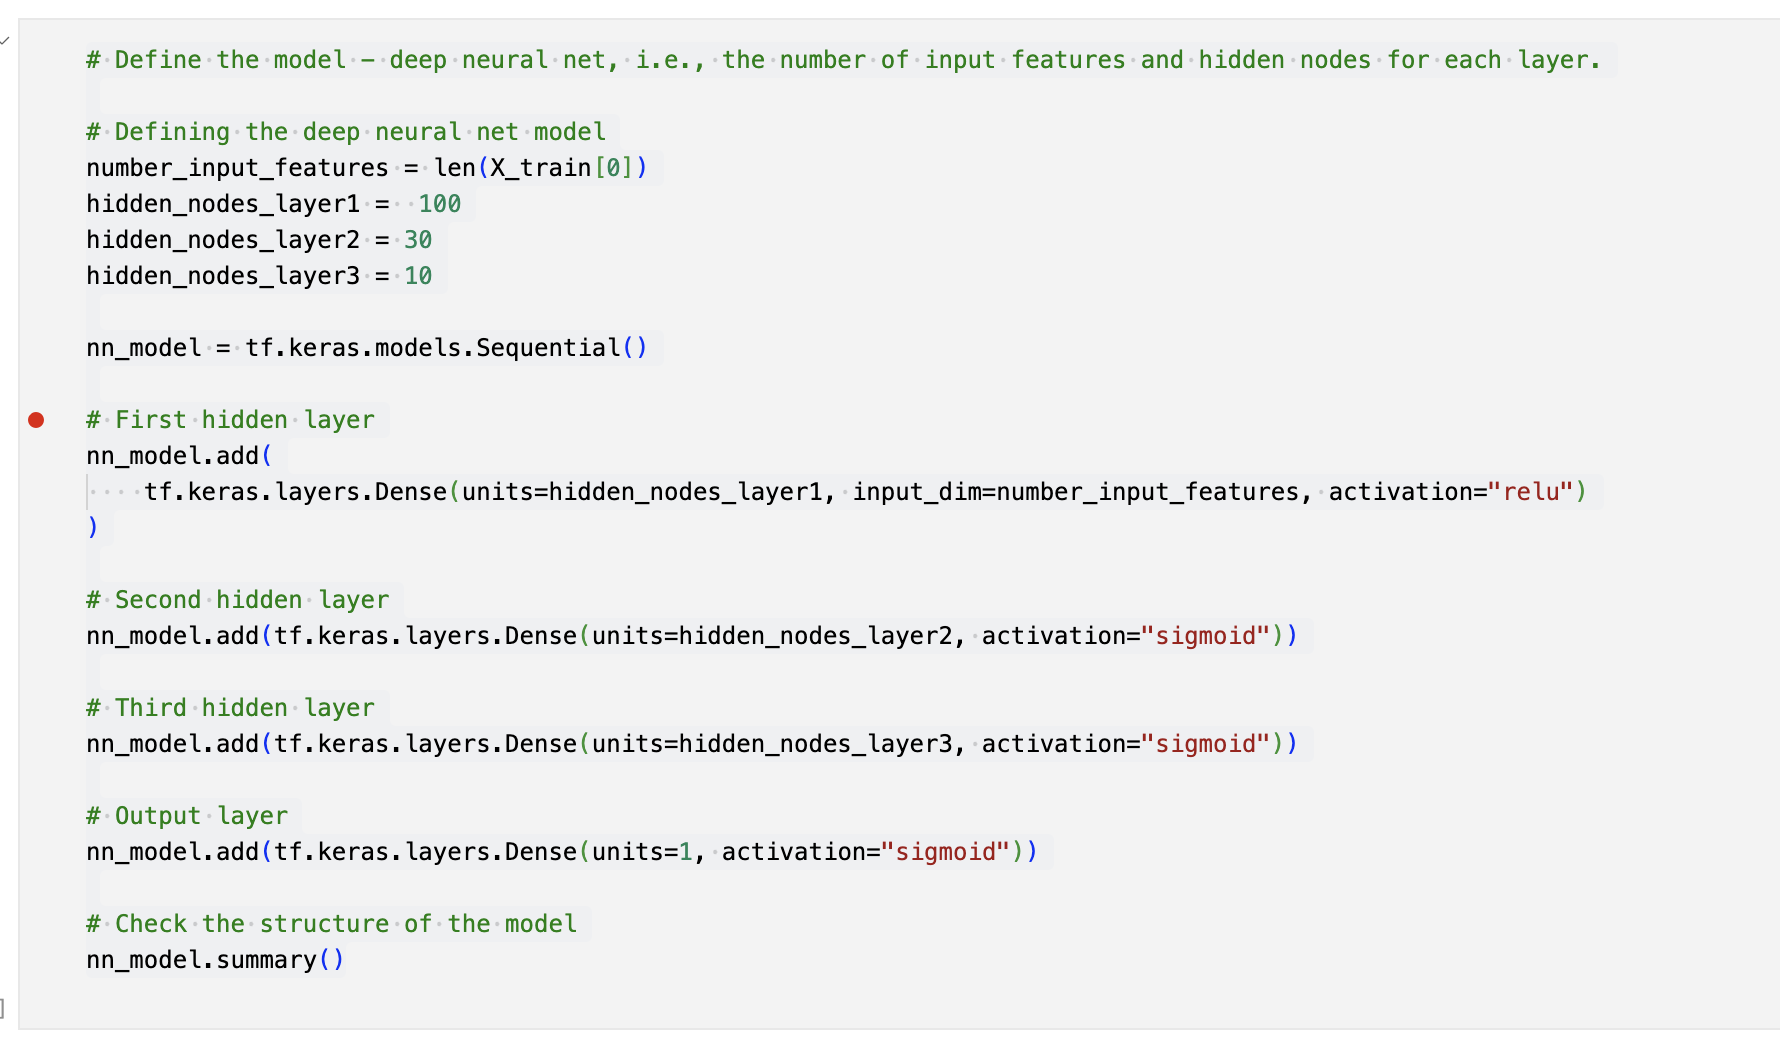 # Define the model - deep neural net, i.e., the number of input features and hidden nodes for each layer.
# Defining the deep neural net model
number_input_features = len(X_train[0])
hidden_nodes_layer1 =  100
hidden_nodes_layer2 = 30
hidden_nodes_layer3 = 10
nn_model = tf.keras.models.Sequential()
# First hidden layer
nn_model.add(
    tf.keras.layers.Dense(units=hidden_nodes_layer1, input_dim=number_input_features, activation="relu")
)
# Second hidden layer
nn_model.add(tf.keras.layers.Dense(units=hidden_nodes_layer2, activation="sigmoid"))
# Third hidden layer
nn_model.add(tf.keras.layers.Dense(units=hidden_nodes_layer3, activation="sigmoid"))
# Output layer
nn_model.add(tf.keras.layers.Dense(units=1, activation="sigmoid"))
# Check the structure of the model
nn_model.summary()
]